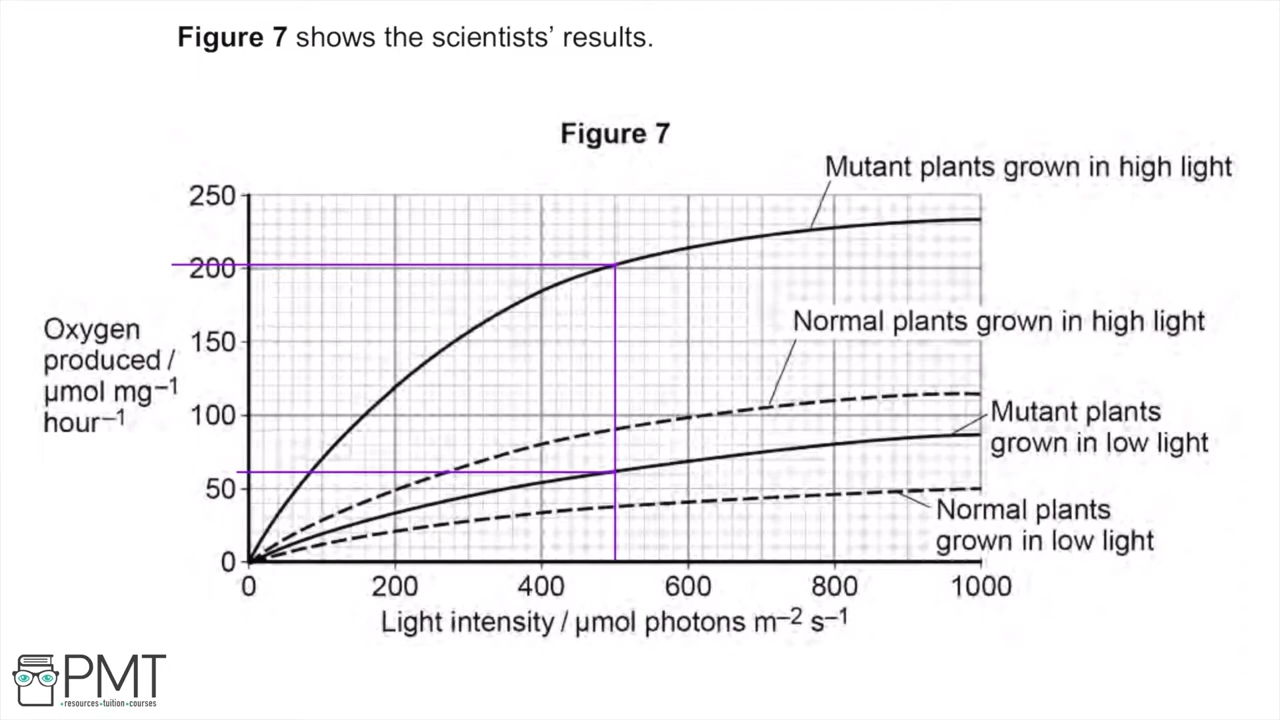 Figure 7 shows the scientists’ results.
Figure 7
Mutant plants grown in high light
250
200
Normal plants grown in high light
Oxygen
produced /
µmol mg⁻¹
hour⁻¹
150
100
Mutant plants
grown in low light
50
Normal plants
grown in low light
0
0 200 400 600 800 1000
Light intensity / µmol photons m⁻² s⁻¹
PMT
•resources•tuition•courses